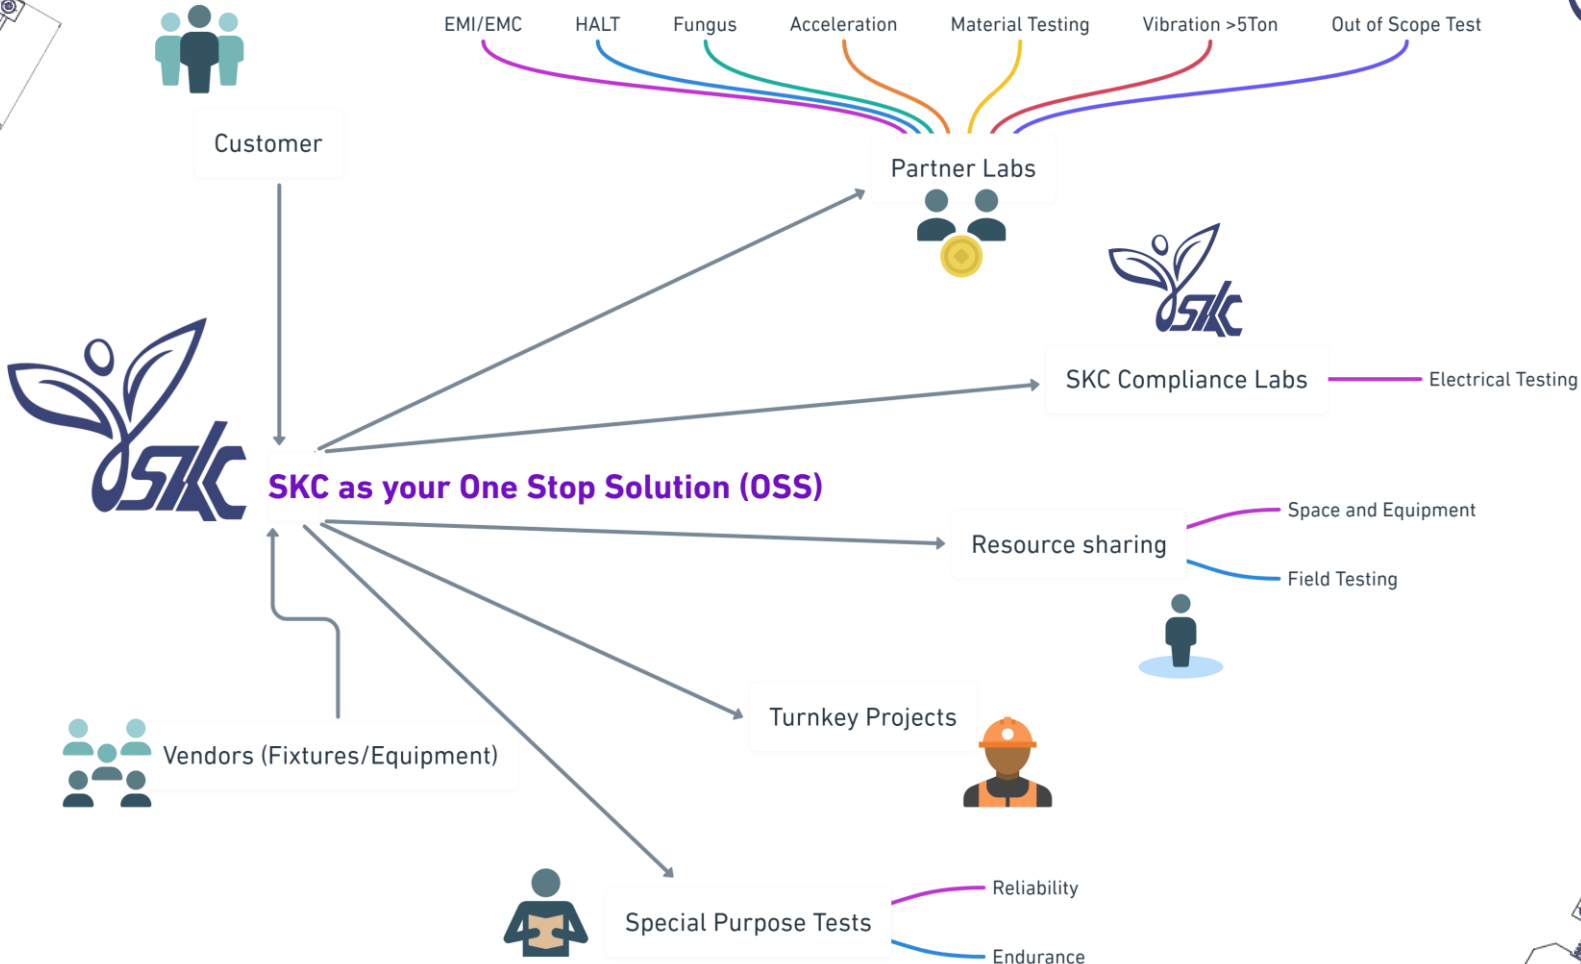 EMI/EMC
HALT
Fungus
Acceleration
Material Testing
Vibration >5Ton
Out of Scope Test
Customer
Partner Labs
SKC
SKC Compliance Labs
Electrical Testing
SKC
SKC as your One Stop Solution (OSS)
Space and Equipment
Resource sharing
Field Testing
Turnkey Projects
Vendors (Fixtures/Equipment)
Reliability
Special Purpose Tests
Endurance